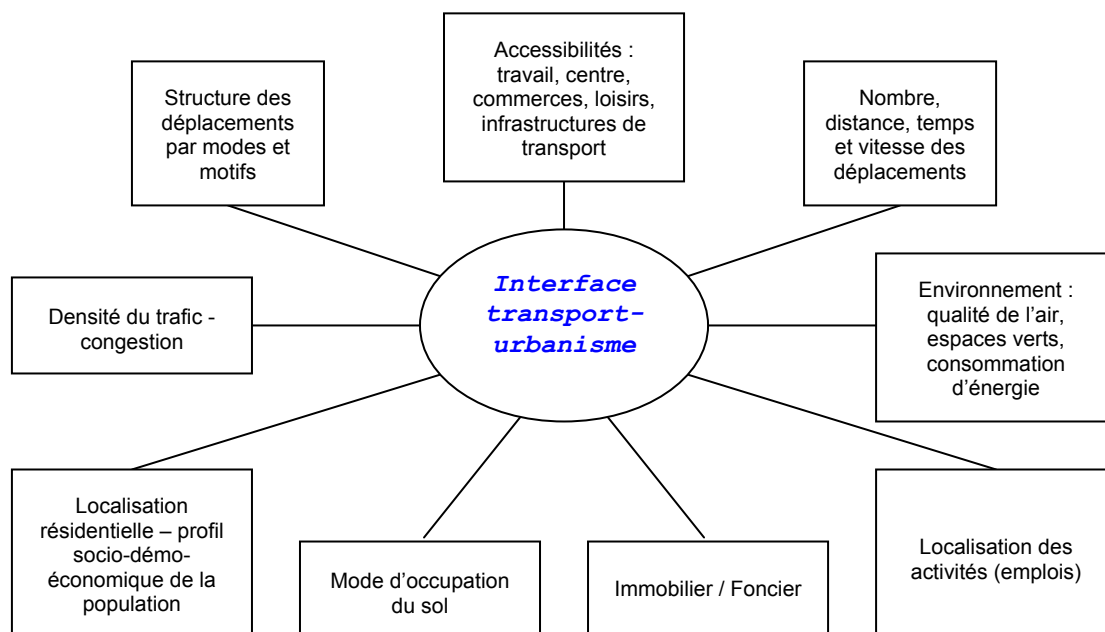 Structure des
déplacements
par modes et
motifs
Accessibilités :
travail, centre,
commerces, loisirs,
infrastructures de
transport
Nombre,
distance, temps
et vitesse des
déplacements
Densité du trafic -
congestion
Interface
transport-
urbanisme
Environnement :
qualité de l’air,
espaces verts,
consommation
d’énergie
Localisation
résidentielle – profil
socio-démo-
économique de la
population
Mode d’occupation
du sol
Immobilier / Foncier
Localisation des
activités (emplois)